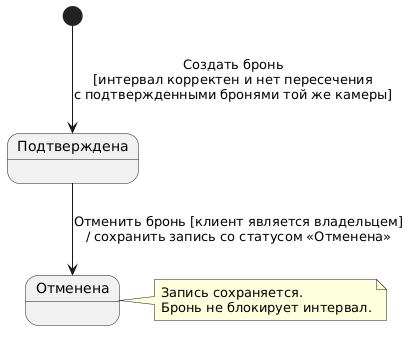 Создать бронь
[интервал корректен и нет пересечения
с подтвержденными бронями той же камеры]
Подтверждена
Отменить бронь [клиент является владельцем]
/ сохранить запись со статусом «Отменена»
Отменена
Запись сохраняется.
Бронь не блокирует интервал.